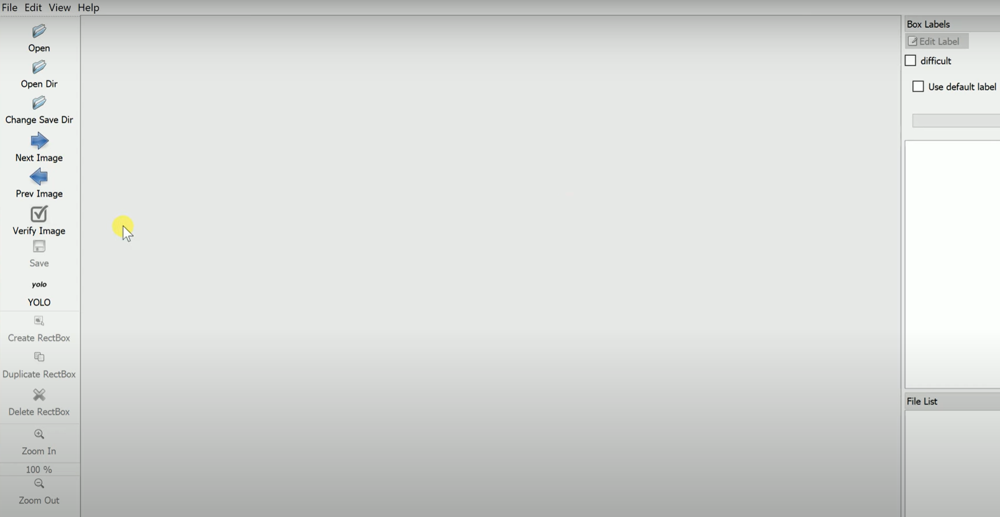 File Edit View Help
Open
Open Dir
Change Save Dir
Next Image
Prev Image
Verify Image
Save
yolo
YOLO
Create RectBox
Duplicate RectBox
Delete RectBox
Zoom In
100 %
Zoom Out
Box Labels
Edit Label
difficult
Use default label
File List